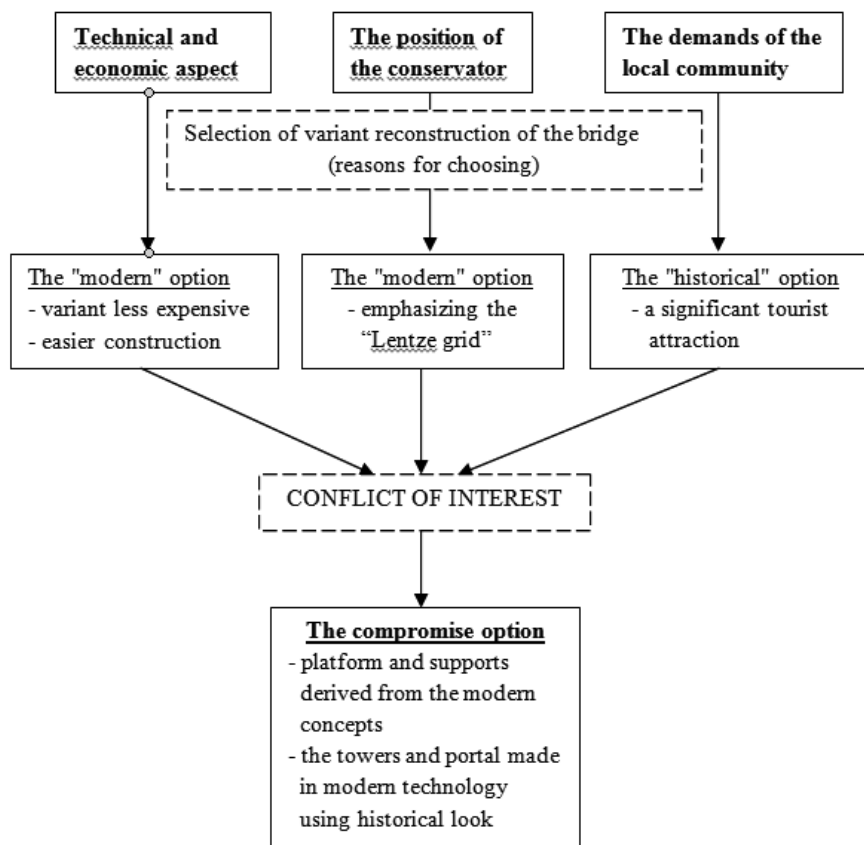 Technical and
economic aspect
The position of
the conservator
The demands of the
local community
Selection of variant reconstruction of the bridge
(reasons for choosing)
The "modern" option
- variant less expensive
- easier construction
The "modern" option
- emphasizing the
“Lentze grid”
The "historical" option
- a significant tourist
attraction
CONFLICT OF INTEREST
The compromise option
- platform and supports
derived from the modern
concepts
- the towers and portal made
in modern technology
using historical look